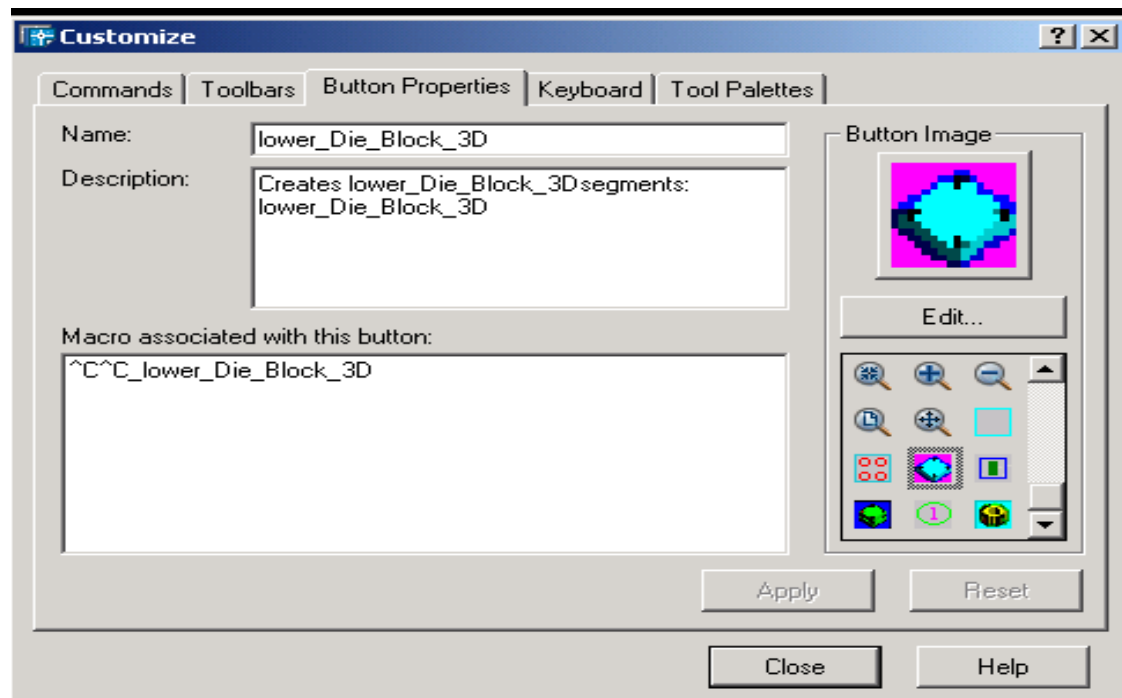 Customize
Commands Toolbars Button Properties Keyboard Tool Palettes
Name: lower_Die_Block_3D
Button Image
Description: Creates lower_Die_Block_3Dsegments:
lower_Die_Block_3D
Edit...
Macro associated with this button:
^C^C_lower_Die_Block_3D
1
Apply Reset
Close Help